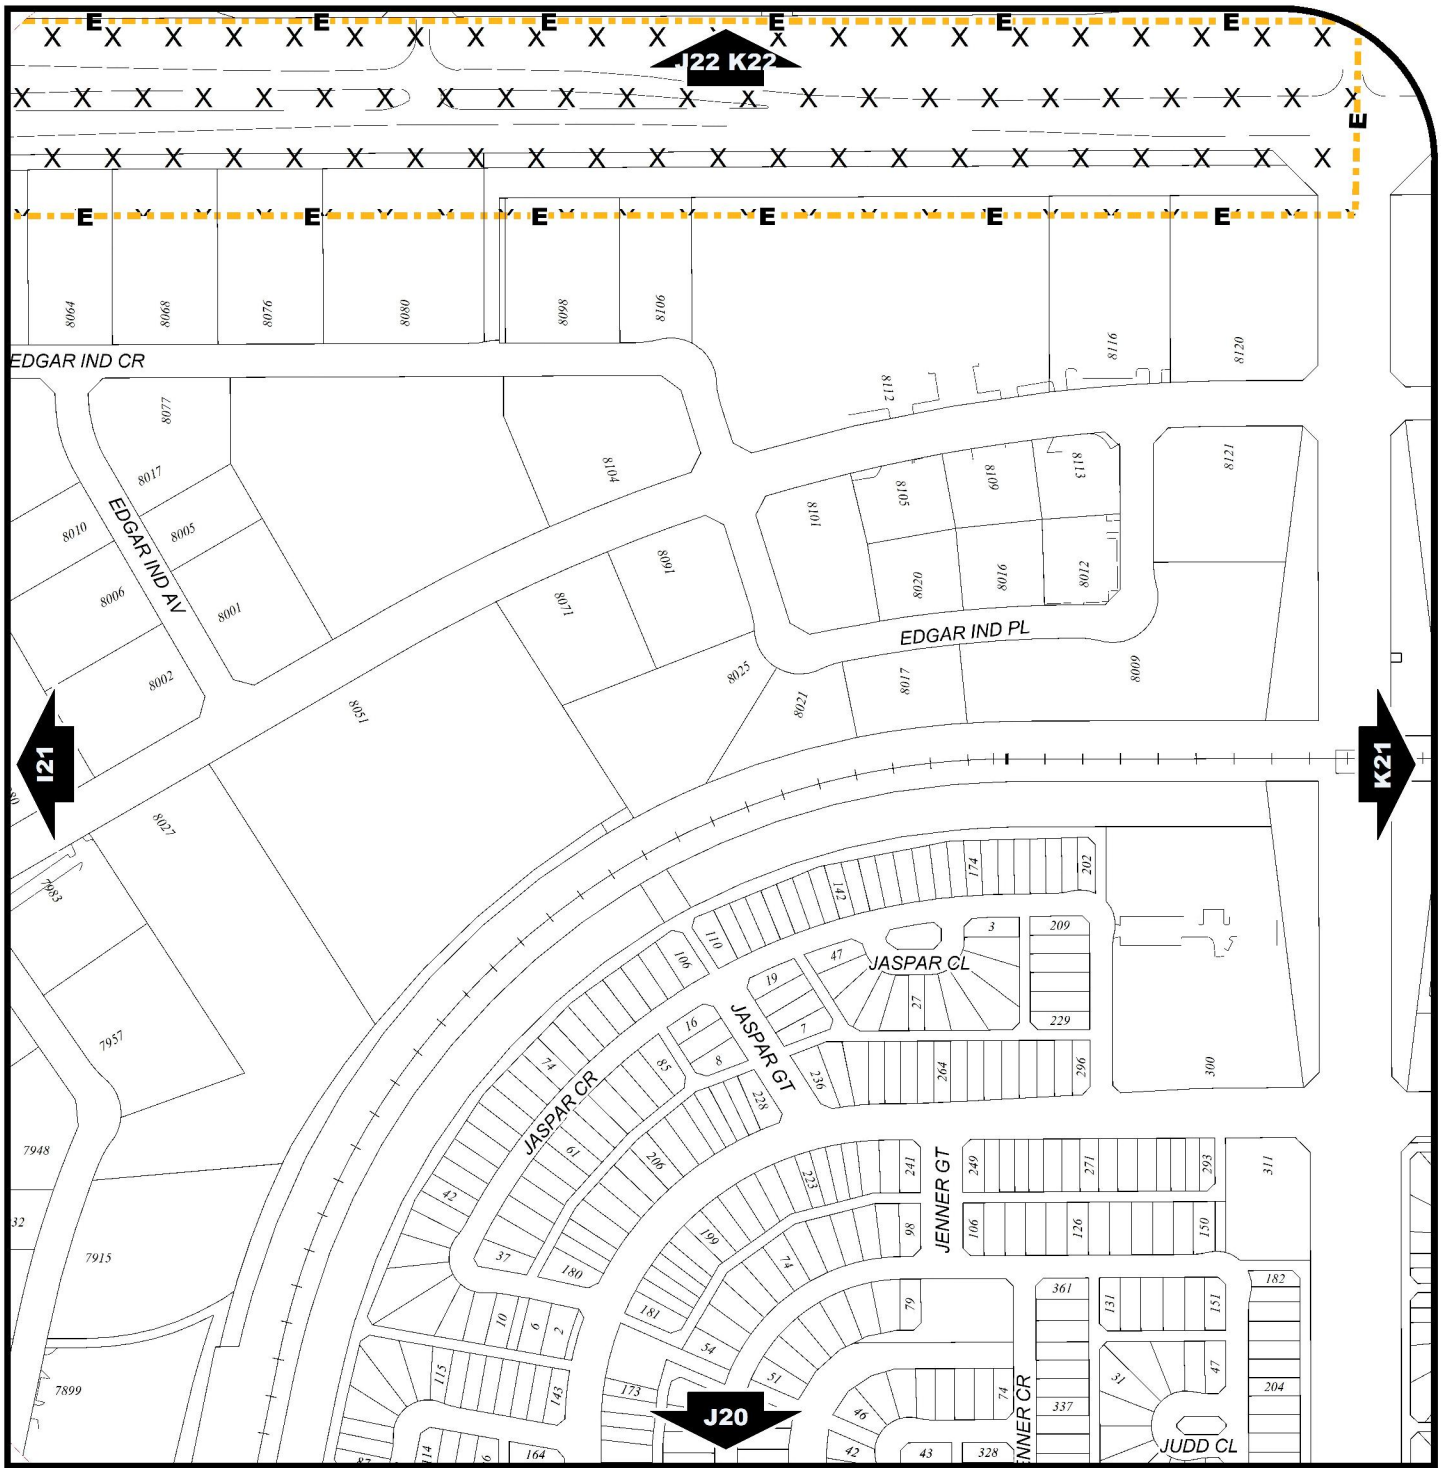 E E E E E E
X X X X X X X X X X X X X X X X X X X X X
J22 K22
X X X X X X X X X X X X X X X X X X X X X X X
E
X X X X X X X X X X X X X X X X X X X X X X
E E E E E E
8064 8068 8076 8080 8098 8106 8116 8120
EDGAR IND CR
8077 8112
8017 8104 8105 8109 8113 8121
8010 8005 8101
EDGAR IND AV
8006 8001 8071 8091 8020 8016 8012
EDGAR IND PL
8002 8051 8025 8021 8017 8009
I21 K21
8027
7983
142 174 202
7957
106 110 47 3 209
JASPAR CL
19 27 229
JASPAR GT
16 7
8 236 264 296 300
74 85 228
JASPAR CR
61 206
7948 42 223 241 249 271 293 311
JENNER GT
32 199 98 106 126 150
7915 37 180 74
10 6 2 181 79 361 131 151 182
54
7899 115 143 173 51 74 31 47 204
J20 46 337
JUDD CL
164 42 43 328
NNER CR